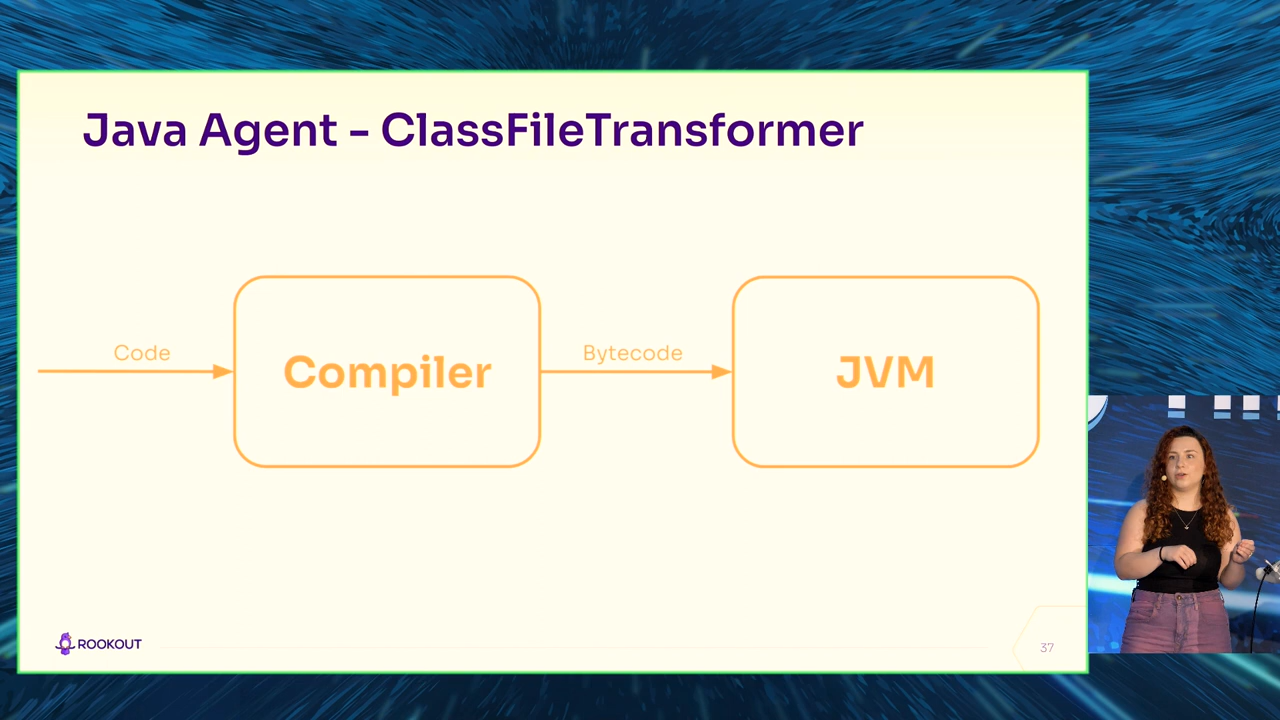 Java Agent - ClassFileTransformer
Code
Compiler
Bytecode
JVM
ROOKOUT
37